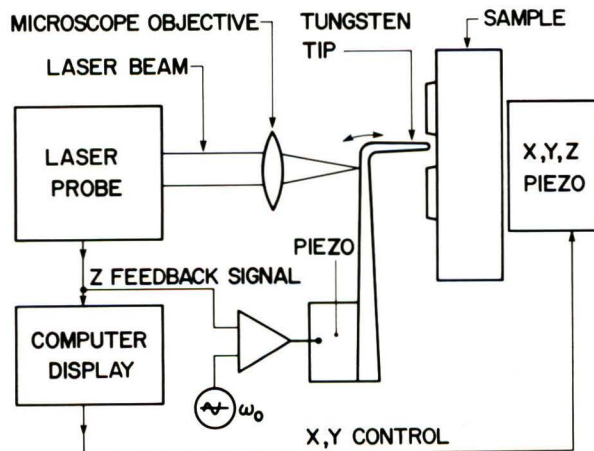 MICROSCOPE OBJECTIVE
TUNGSTEN
TIP
SAMPLE
LASER BEAM
LASER
PROBE
X,Y,Z
PIEZO
PIEZO
Z FEEDBACK SIGNAL
COMPUTER
DISPLAY
ω₀
X,Y CONTROL